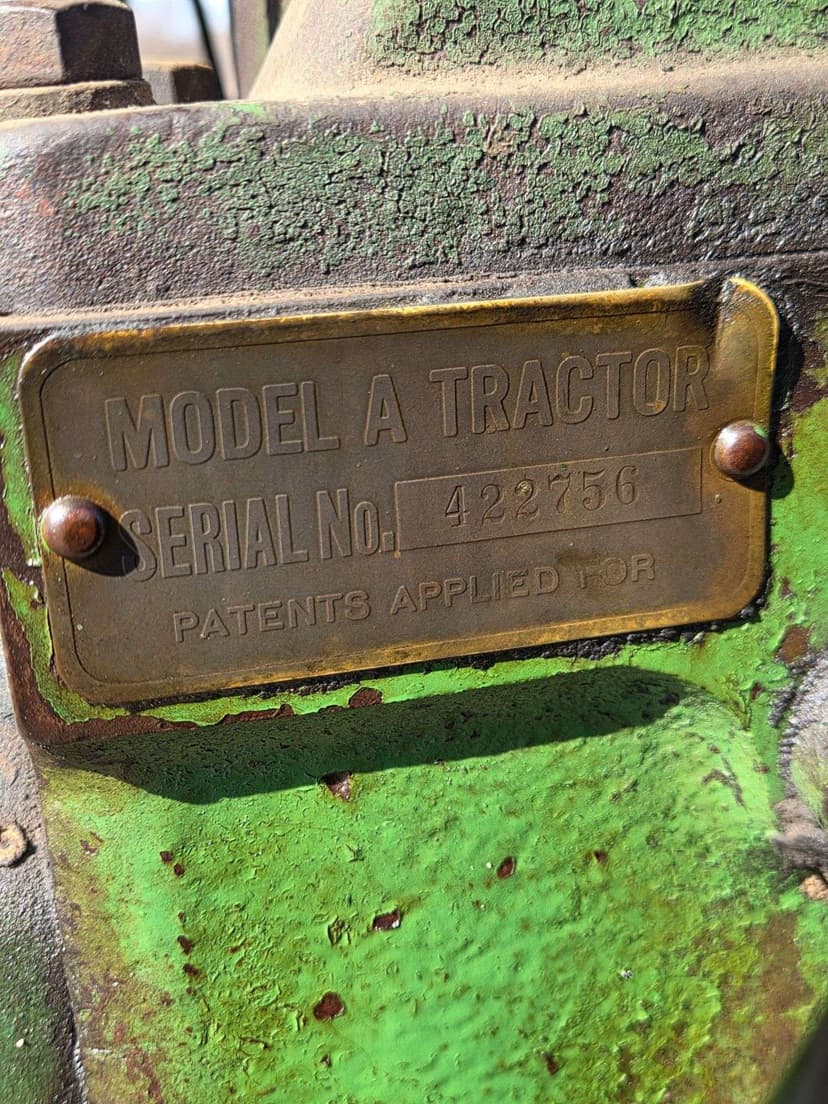 MODEL A TRACTOR
SERIAL No. 422756
PATENTS APPLIED FOR